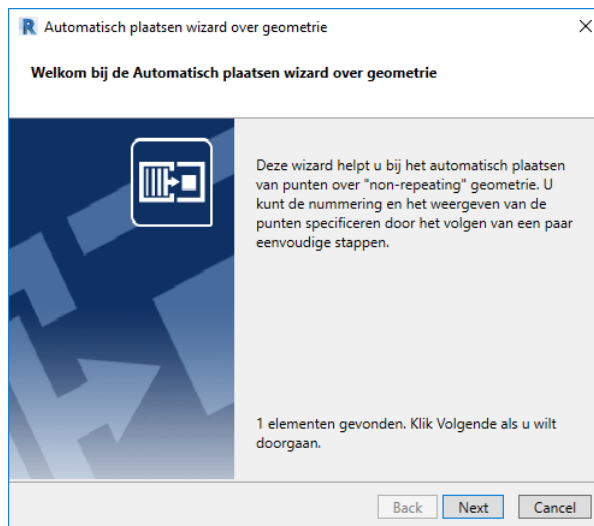 R Automatisch plaatsen wizard over geometrie
Welkom bij de Automatisch plaatsen wizard over geometrie
Deze wizard helpt u bij het automatisch plaatsen
van punten over "non-repeating" geometrie. U
kunt de nummering en het weergeven van de
punten specificeren door het volgen van een paar
eenvoudige stappen.
1 elementen gevonden. Klik Volgende als u wilt
doorgaan.
Back Next Cancel